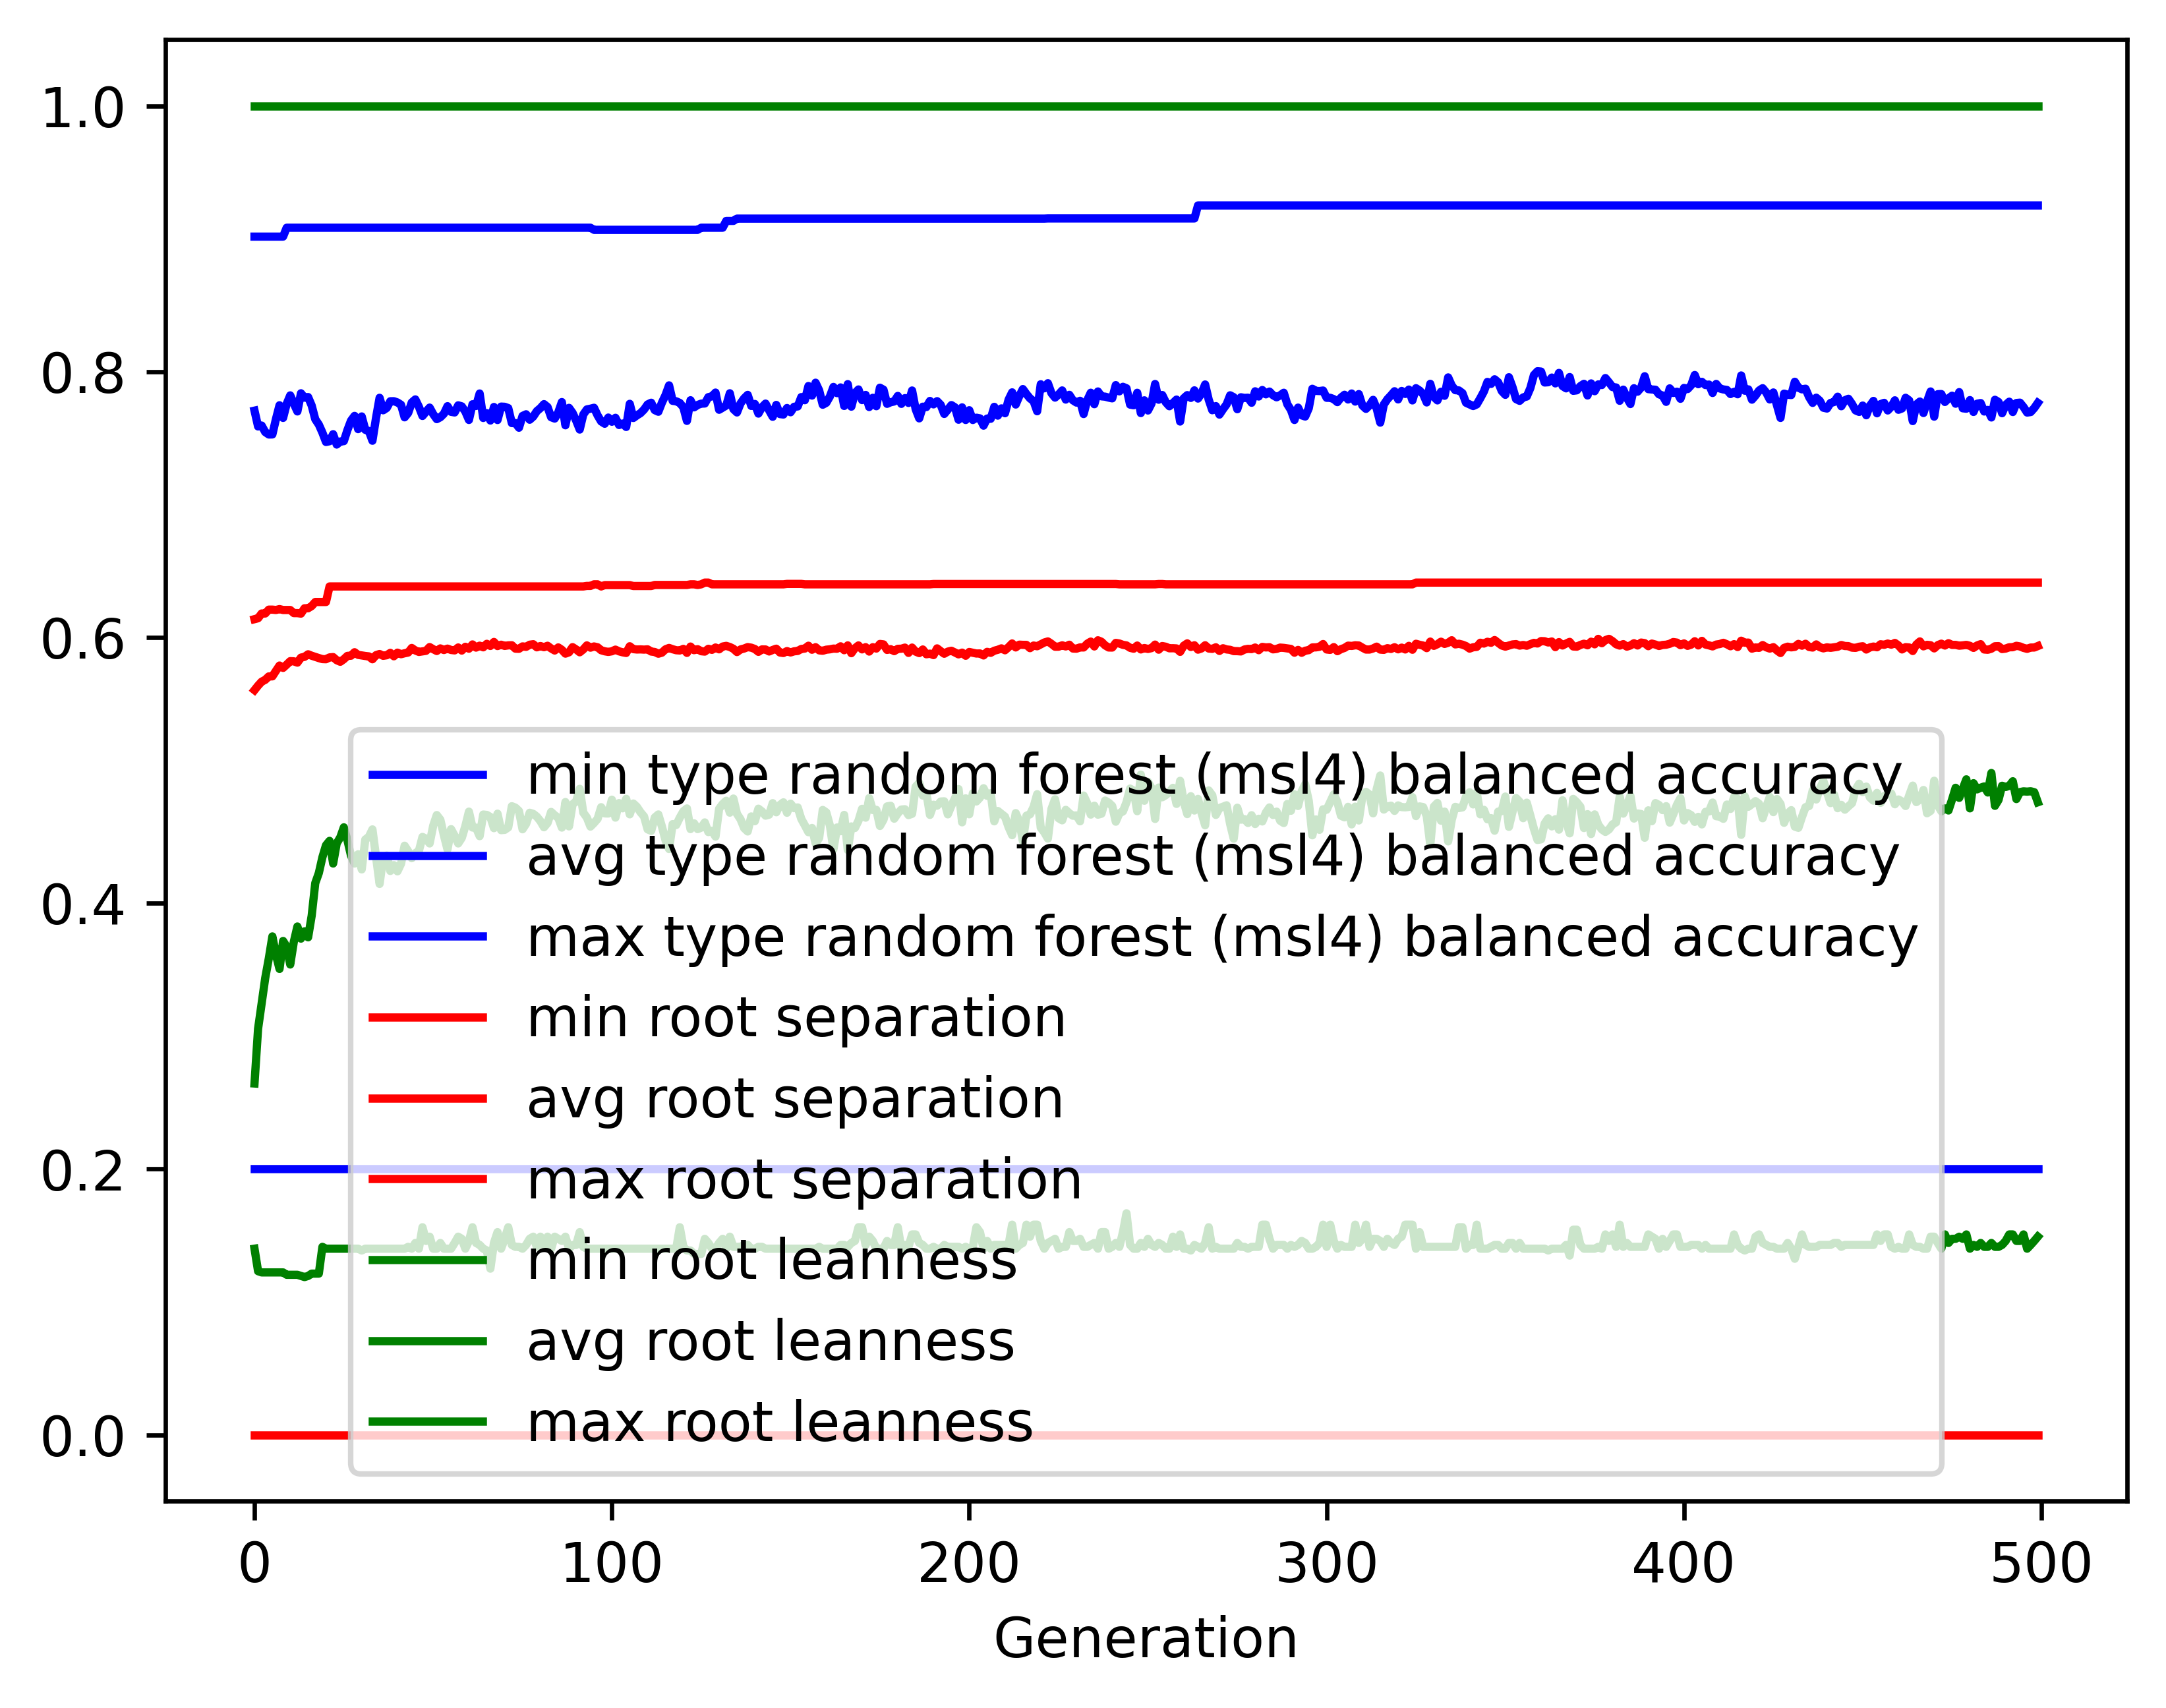 1.0
0.8
0.6
0.4
0.2
0.0
min type random forest (msl4) balanced accuracy
avg type random forest (msl4) balanced accuracy
max type random forest (msl4) balanced accuracy
min root separation
avg root separation
max root separation
min root leanness
avg root leanness
max root leanness
0 100 200 300 400 500
Generation